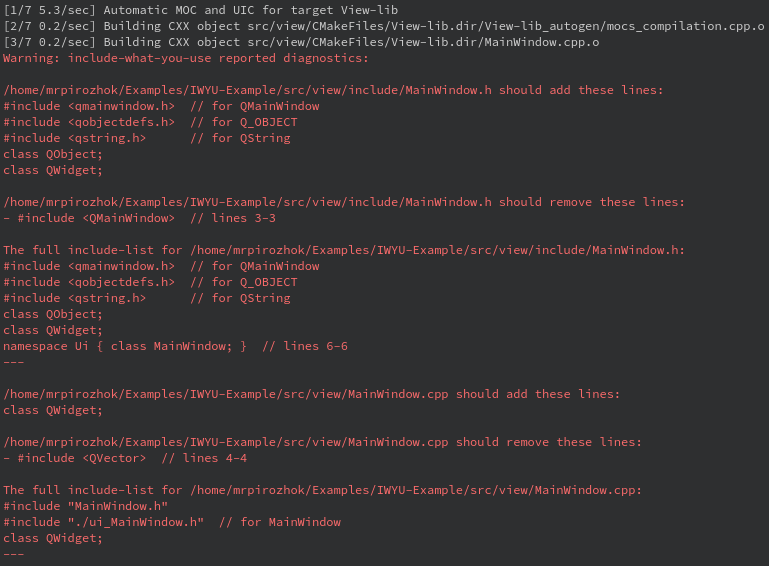 [1/7 5.3/sec] Automatic MOC and UIC for target View-lib
[2/7 0.2/sec] Building CXX object src/view/CMakeFiles/View-lib.dir/View-lib_autogen/mocs_compilation.cpp.o
[3/7 0.2/sec] Building CXX object src/view/CMakeFiles/View-lib.dir/MainWindow.cpp.o
Warning: include-what-you-use reported diagnostics:

/home/mrpirozhok/Examples/IWYU-Example/src/view/include/MainWindow.h should add these lines:
#include <qmainwindow.h>  // for QMainWindow
#include <qobjectdefs.h>  // for Q_OBJECT
#include <qstring.h>      // for QString
class QObject;
class QWidget;

/home/mrpirozhok/Examples/IWYU-Example/src/view/include/MainWindow.h should remove these lines:
- #include <QMainWindow>  // lines 3-3

The full include-list for /home/mrpirozhok/Examples/IWYU-Example/src/view/include/MainWindow.h:
#include <qmainwindow.h>  // for QMainWindow
#include <qobjectdefs.h>  // for Q_OBJECT
#include <qstring.h>      // for QString
class QObject;
class QWidget;
namespace Ui { class MainWindow; }  // lines 6-6
---

/home/mrpirozhok/Examples/IWYU-Example/src/view/MainWindow.cpp should add these lines:
class QWidget;

/home/mrpirozhok/Examples/IWYU-Example/src/view/MainWindow.cpp should remove these lines:
- #include <QVector>  // lines 4-4

The full include-list for /home/mrpirozhok/Examples/IWYU-Example/src/view/MainWindow.cpp:
#include "MainWindow.h"
#include "./ui_MainWindow.h"  // for MainWindow
class QWidget;
---